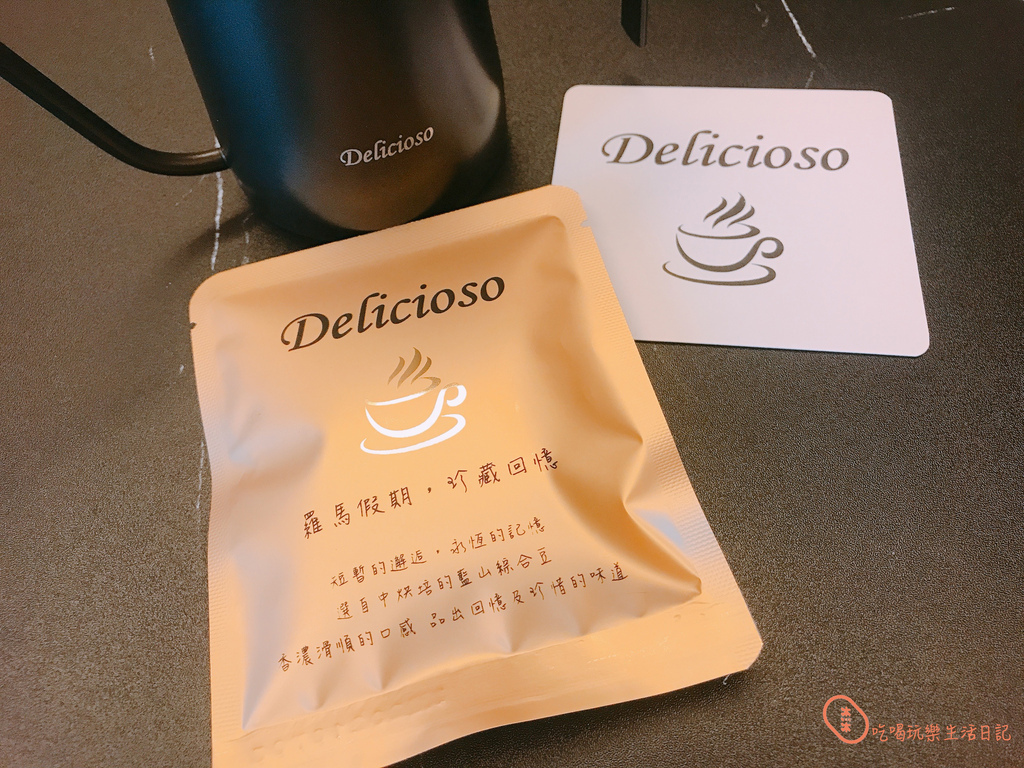 Delicioso
Delicioso
Delicioso
羅馬假期，珍藏回憶
短暫的邂逅，永恆的記憶
選自中烘培的藍山綜合豆
香濃滑順的口感 品出回憶及珍惜的味道
吃喝玩樂生活日記